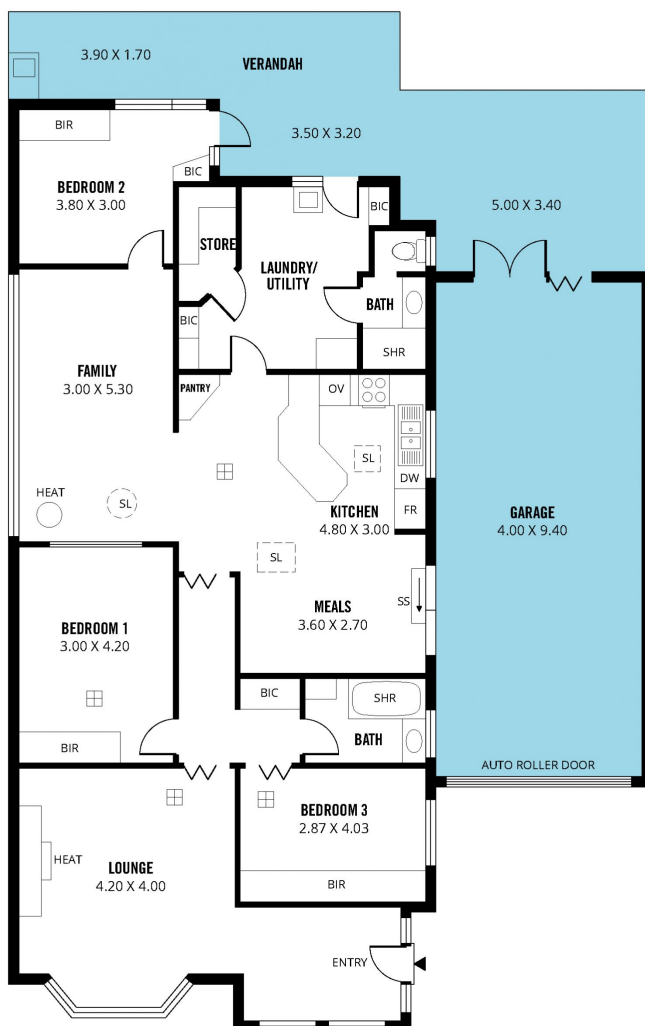 3.90 X 1.70
VERANDAH
3.50 X 3.20
5.00 X 3.40
BIR
BIC
BEDROOM 2
3.80 X 3.00
BIC
STORE
LAUNDRY/
UTILITY
BATH
SHR
BIC
FAMILY
3.00 X 5.30
PANTRY
OV
SL
DW
FR
KITCHEN
4.80 X 3.00
HEAT
SL
SL
GARAGE
4.00 X 9.40
MEALS
3.60 X 2.70
SS
BEDROOM 1
3.00 X 4.20
BIR
BIC
SHR
BATH
AUTO ROLLER DOOR
BEDROOM 3
2.87 X 4.03
BIR
HEAT
LOUNGE
4.20 X 4.00
ENTRY